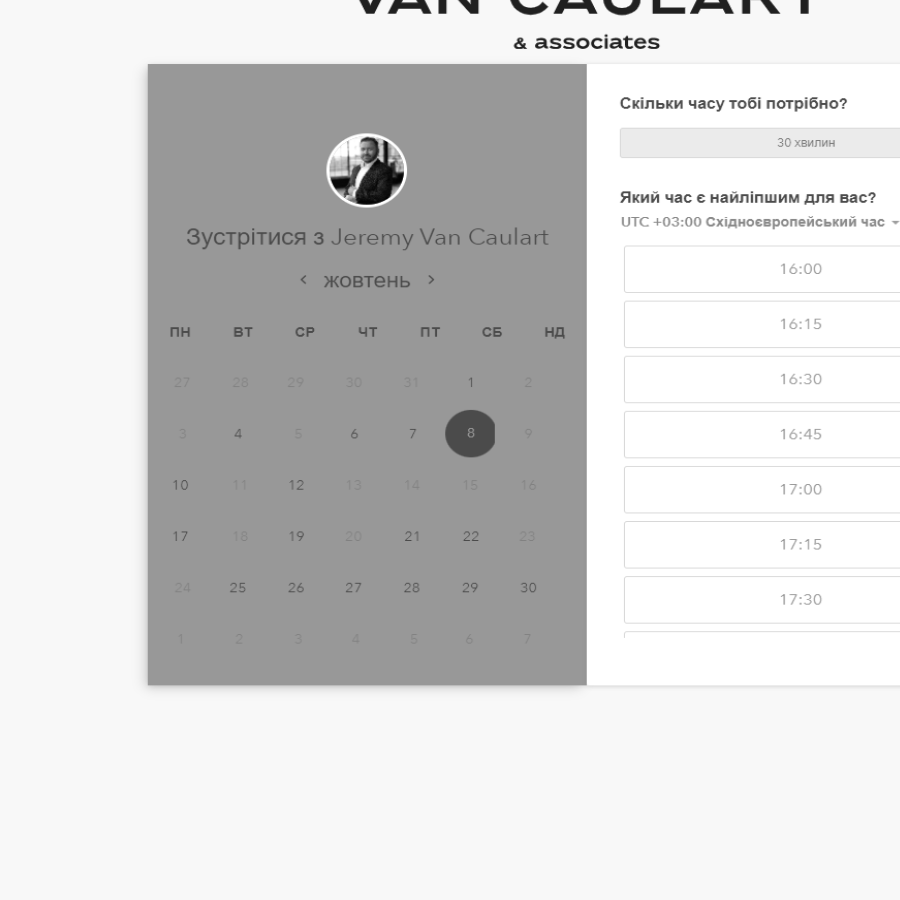 VAN CAULART
& associates
Зустрітися з Jeremy Van Caulart
жовтень
ПН ВТ СР ЧТ ПТ СБ НД
27 28 29 30 31 1 2
3 4 5 6 7 8 9
10 11 12 13 14 15 16
17 18 19 20 21 22 23
24 25 26 27 28 29 30
1 2 3 4 5 6 7
Скільки часу тобі потрібно?
30 хвилин
Який час є найліпшим для вас?
UTC +03:00 Східноєвропейський час
16:00
16:15
16:30
16:45
17:00
17:15
17:30